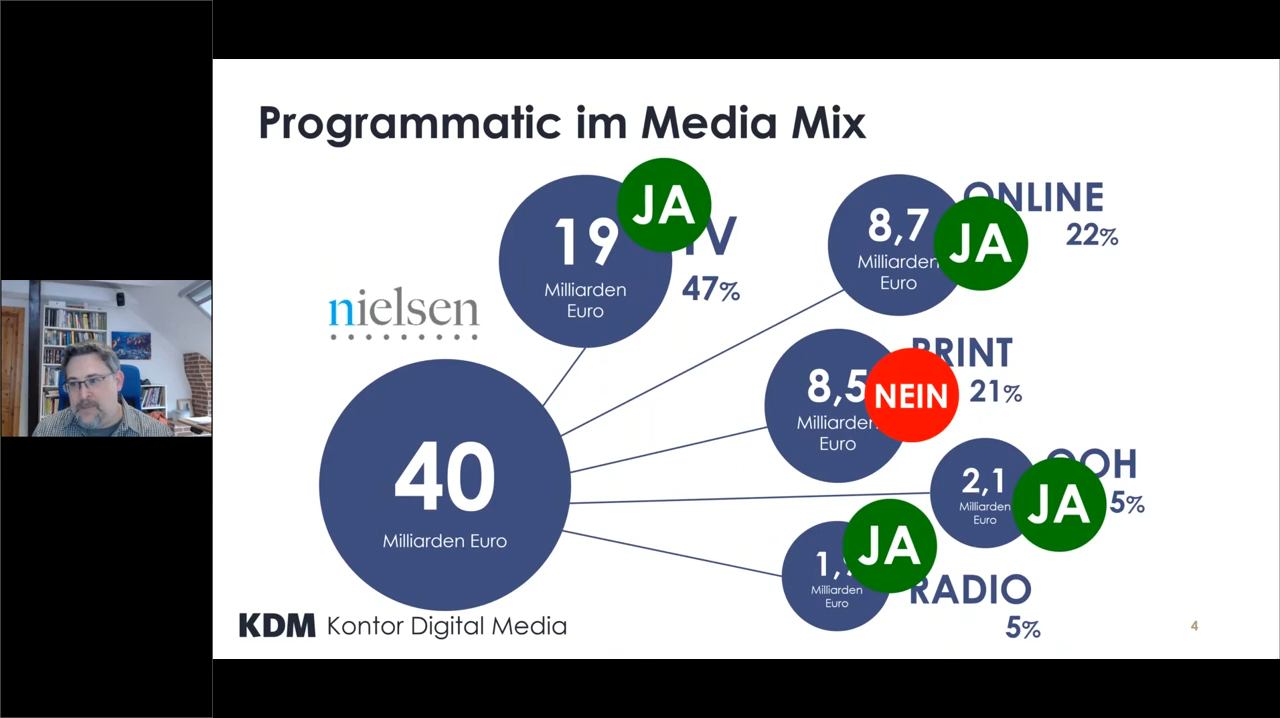 Programmatic im Media Mix
nielsen
40
Milliarden Euro
19
Milliarden
Euro
JA
TV
47%
8,7
Milliarden
Euro
JA
ONLINE
22%
8,5
Milliarden
Euro
NEIN
PRINT
21%
2,1
Milliarden
Euro
JA
OOH
5%
Milliarden
Euro
JA
RADIO
5%
KDM Kontor Digital Media
4